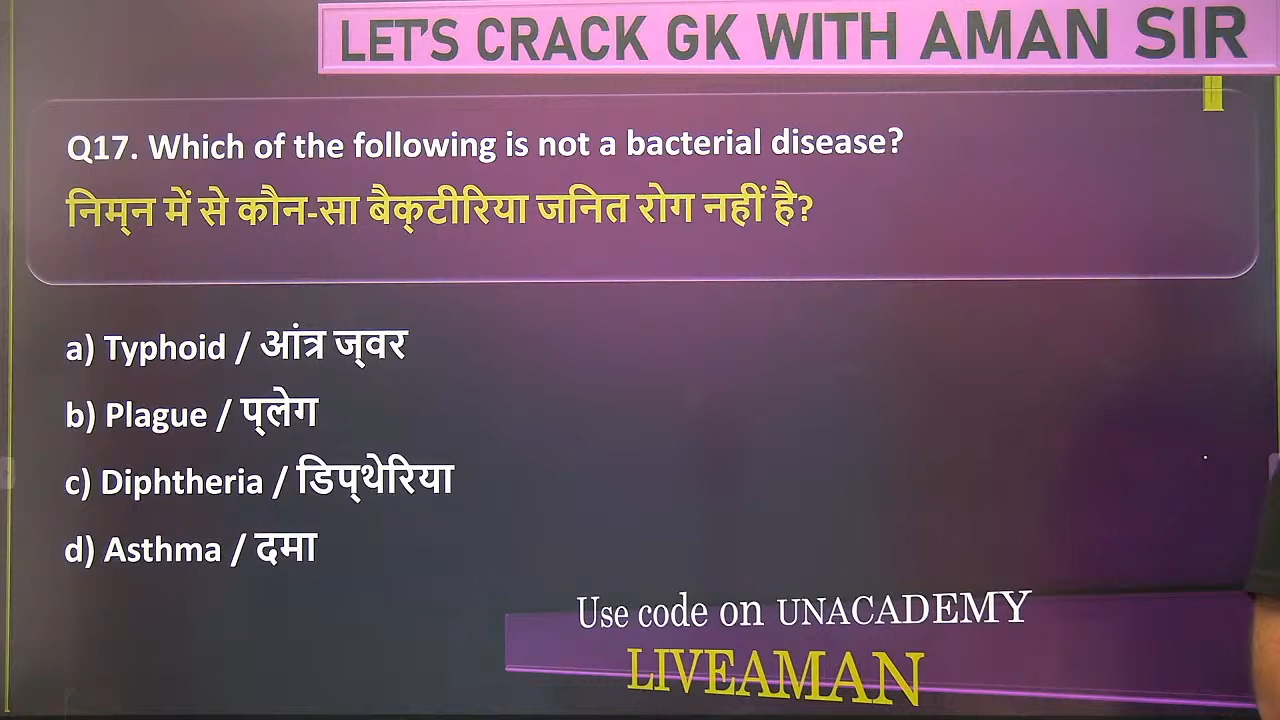 LET'S CRACK GK WITH AMAN SIR
Q17. Which of the following is not a bacterial disease?
निम्‌न में से कौन-सा बैक्‌टीरिया जनित रोग नहीं है?
a) Typhoid / आंत्र ज्‌वर
b) Plague / प्‌लेग
c) Diphtheria / डिप्‌थेरिया
d) Asthma / दमा
Use code on UNACADEMY
LIVEAMAN